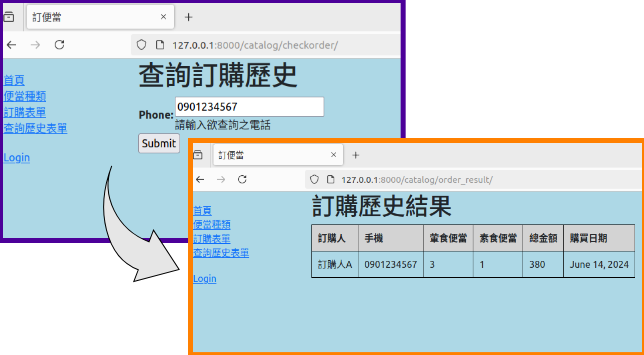 訂便當
127.0.0.1:8000/catalog/checkorder/
首頁
便當種類
訂購表單
查詢歷史表單
Login
查詢訂購歷史
Phone: 0901234567
請輸入欲查詢之電話
Submit
訂便當
127.0.0.1:8000/catalog/order_result/
首頁
便當種類
訂購表單
查詢歷史表單
Login
訂購歷史結果
訂購人 手機 葷食便當 素食便當 總金額 購買日期
訂購人A 0901234567 3 1 380 June 14, 2024